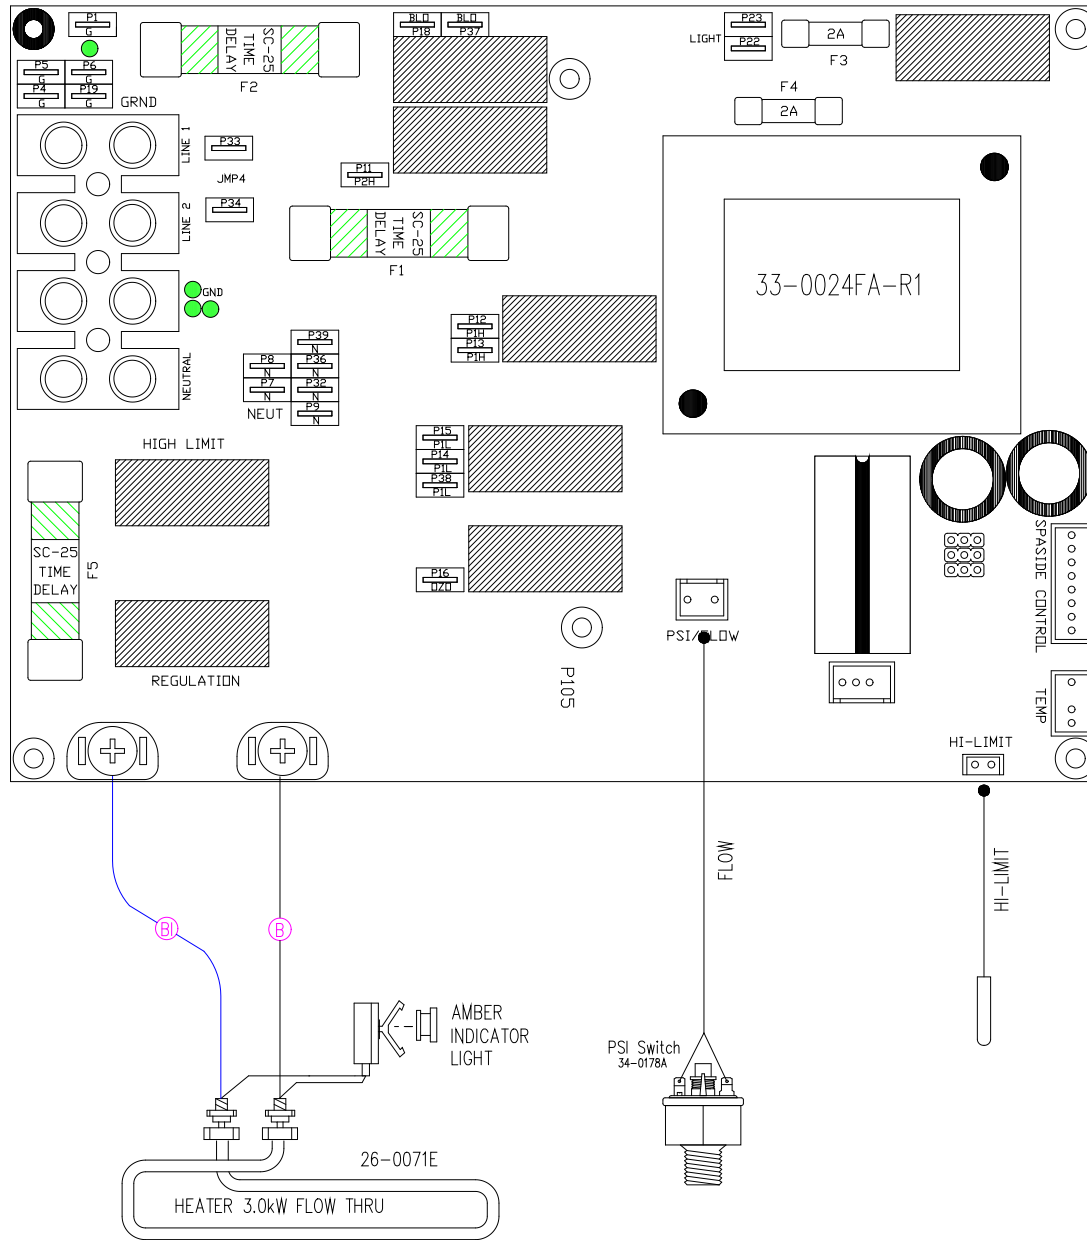 P1
G
P5
G
P6
G
P4
G
P19
G
GRND
SC-25
TIME
DELAY
F2
BLO
P18
BLO
P37
P23
LIGHT
P22
2A
F3
F4
2A
LINE 1
P33
JMP4
LINE 2
P34
P11
P2H
SC-25
TIME
DELAY
F1
33-0024FA-R1
GND
NEUTRAL
P12
P1H
P13
P1H
P39
N
P8
N
P36
N
P7
N
P32
N
NEUT
P9
N
HIGH LIMIT
P15
P1L
P14
P1L
P38
P1L
SC-25
TIME
DELAY
F5
P16
OZO
REGULATION
P105
PSI/FLOW
SPASIDE CONTROL
TEMP
HI-LIMIT
FLOW
HI-LIMIT
Bl
B
AMBER
INDICATOR
LIGHT
PSI Switch
34-0178A
26-0071E
HEATER 3.0kW FLOW THRU